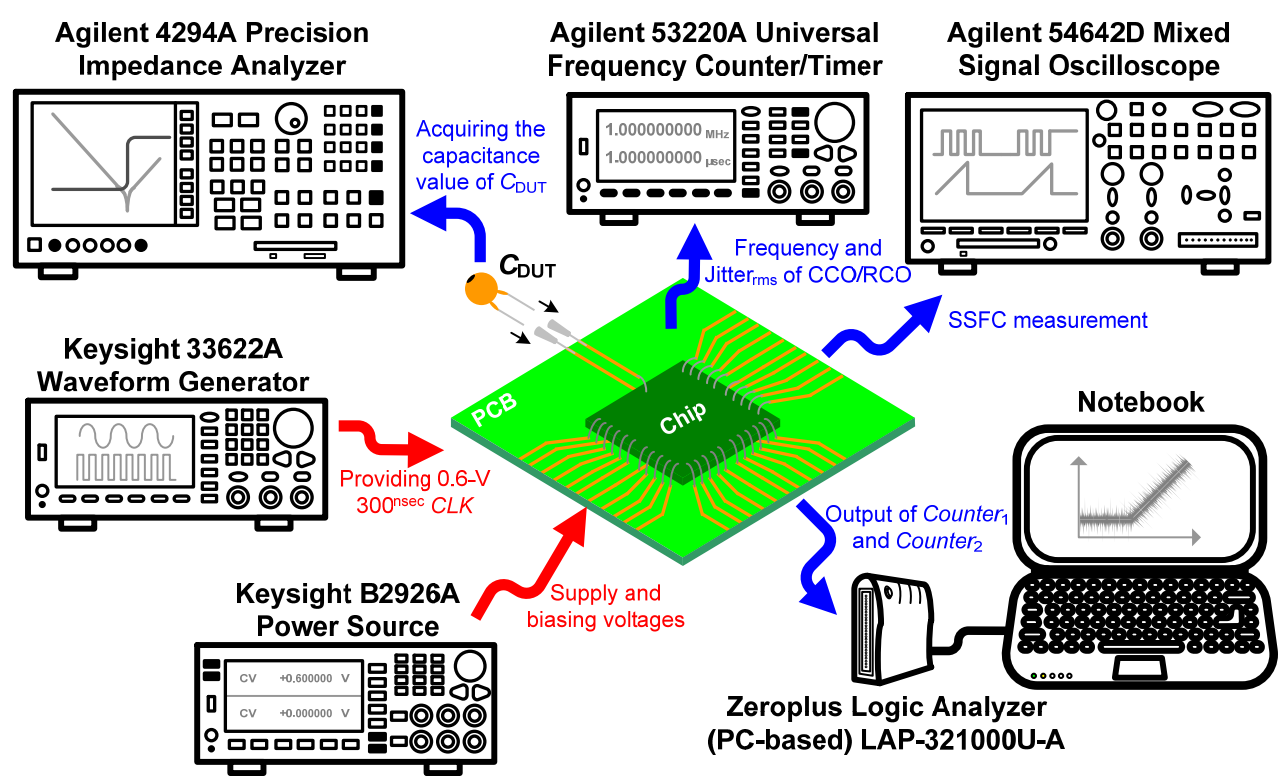 Agilent 4294A Precision
Impedance Analyzer
Agilent 53220A Universal
Frequency Counter/Timer
Agilent 54642D Mixed
Signal Oscilloscope
Acquiring the
capacitance
value of CDUT
1.000000000 MHz
1.000000000 µsec
CDUT
Frequency and
Jitterrms of CCO/RCO
SSFC measurement
Keysight 33622A
Waveform Generator
PCB
Chip
Notebook
Providing 0.6-V
300nsec CLK
Output of Counter1
and Counter2
Keysight B2926A
Power Source
Supply and
biasing voltages
CV +0.600000 V
CV +0.000000 V
Zeroplus Logic Analyzer
(PC-based) LAP-321000U-A